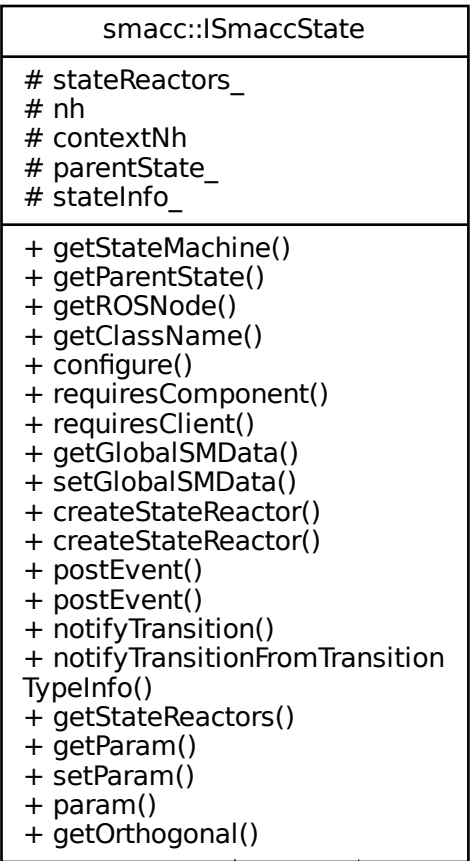 smacc::ISmaccState
# stateReactors_
# nh
# contextNh
# parentState_
# stateInfo_
+ getStateMachine()
+ getParentState()
+ getROSNode()
+ getClassName()
+ configure()
+ requiresComponent()
+ requiresClient()
+ getGlobalSMData()
+ setGlobalSMData()
+ createStateReactor()
+ createStateReactor()
+ postEvent()
+ postEvent()
+ notifyTransition()
+ notifyTransitionFromTransition
TypeInfo()
+ getStateReactors()
+ getParam()
+ setParam()
+ param()
+ getOrthogonal()